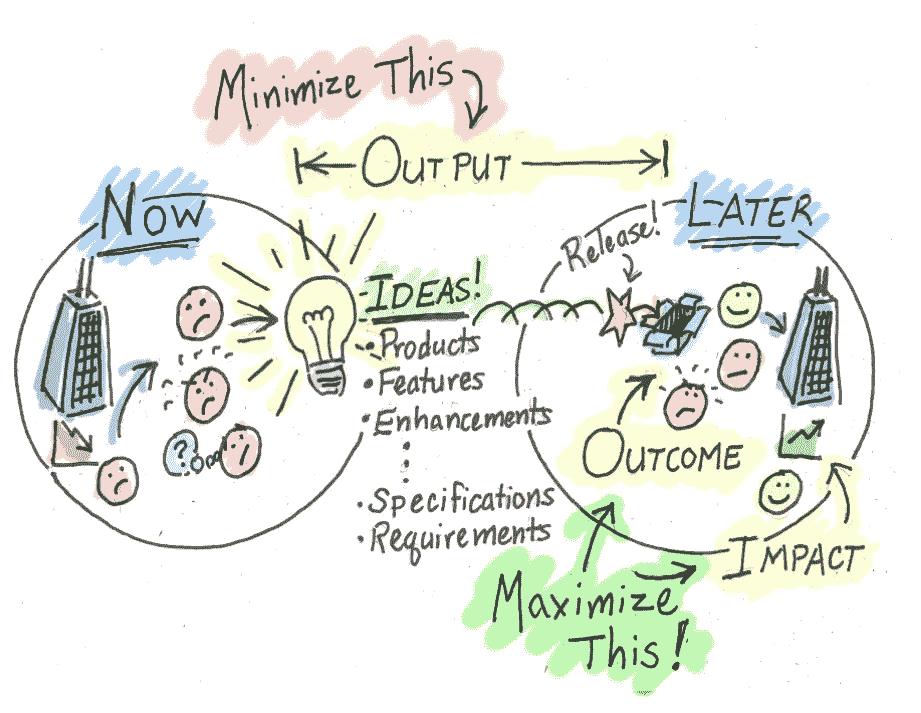 Minimize This
OUTPUT
NOW
LATER
Release!
IDEAS!
• Products
• Features
• Enhancements
• Specifications
• Requirements
?
OUTCOME
IMPACT
Maximize
This!